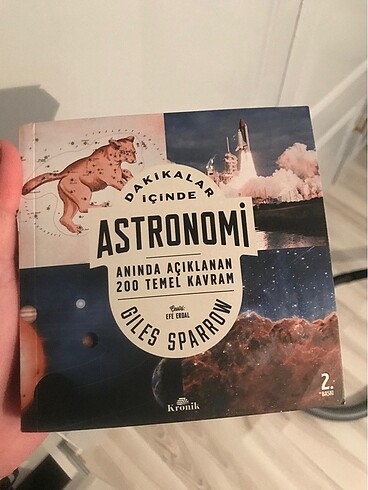 DAKİKALAR
İÇİNDE
ASTRONOMİ
ANINDA AÇIKLANAN
200 TEMEL KAVRAM
Çeviri:
EFE ERDAL
GILES SPARROW
2.
BASKI
Kronik